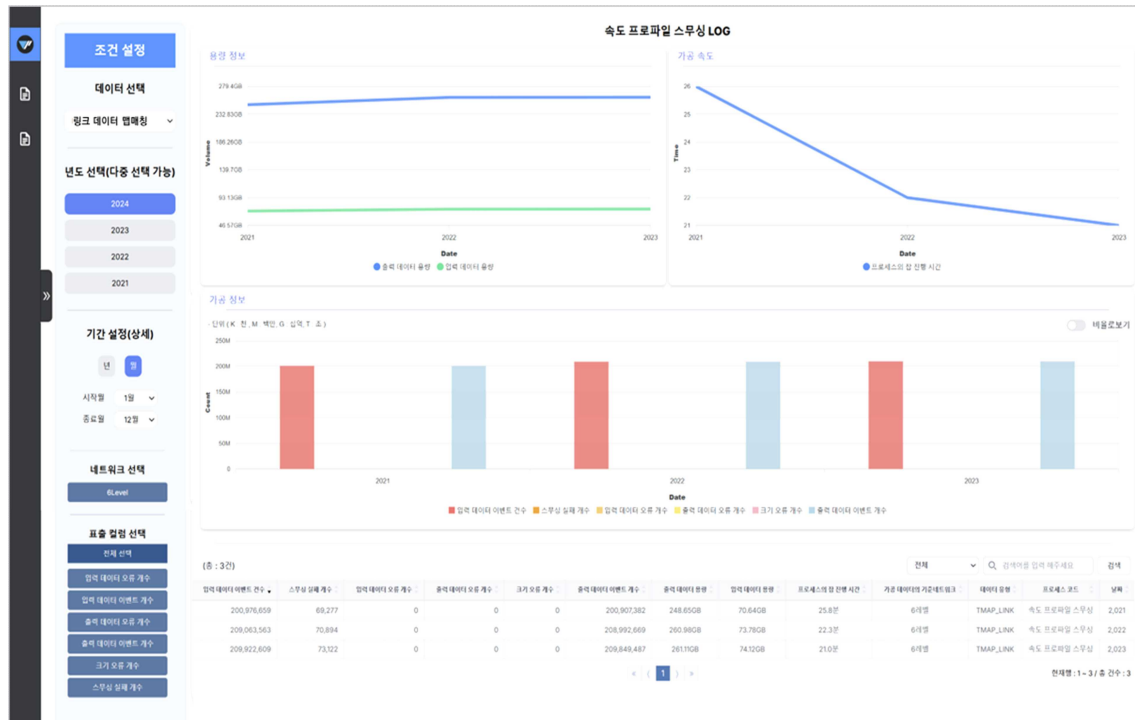 속도 프로파일 스무싱 LOG
조건 설정
데이터 선택
링크 데이터 맵매칭
년도 선택(다중 선택 가능)
2024
2023
2022
2021
기간 설정(상세)
년 월
시작월 1월
종료월 12월
네트워크 선택
6Level
표출 컬럼 선택
전체 선택
입력 데이터 오류 개수
입력 데이터 이벤트 개수
출력 데이터 오류 개수
출력 데이터 이벤트 개수
크기 오류 개수
스무싱 실패 개수
용량 정보
279.4GB
232.83GB
186.26GB
139.7GB
93.13GB
46.57GB
Volume
2021 2022 2023
Date
출력 데이터 용량 입력 데이터 용량
가공 속도
26
25
24
23
22
21
Time
2021 2022 2023
Date
프로세스의 잡 진행 시간
가공 정보
단위(K 천, M 백만, G 십억, T 조)
비율로보기
250M
200M
150M
100M
50M
0
Count
2021 2022 2023
Date
입력 데이터 이벤트 건수 스무싱 실패 개수 입력 데이터 오류 개수 출력 데이터 오류 개수 크기 오류 개수 출력 데이터 이벤트 개수
(총 : 3건)
전체 검색어를 입력 해주세요 검색
입력 데이터 이벤트 건수 스무싱 실패 개수 입력 데이터 오류 개수 출력 데이터 오류 개수 크기 오류 개수 출력 데이터 이벤트 개수 출력 데이터 용량 입력 데이터 용량 프로세스의 잡 진행 시간 가공 데이터의 기준네트워크 데이터 유형 프로세스 코드 날짜
200,976,659 69,277 0 0 0 200,907,382 248.65GB 70.64GB 25.8분 6레벨 TMAP_LINK 속도 프로파일 스무싱 2,021
209,063,563 70,894 0 0 0 208,992,669 260.98GB 73.78GB 22.3분 6레벨 TMAP_LINK 속도 프로파일 스무싱 2,022
209,922,609 73,122 0 0 0 209,849,487 261.11GB 74.12GB 21.0분 6레벨 TMAP_LINK 속도 프로파일 스무싱 2,023
« ⟨ 1 ⟩ »
현재행 : 1 ~ 3 / 총 건수 : 3